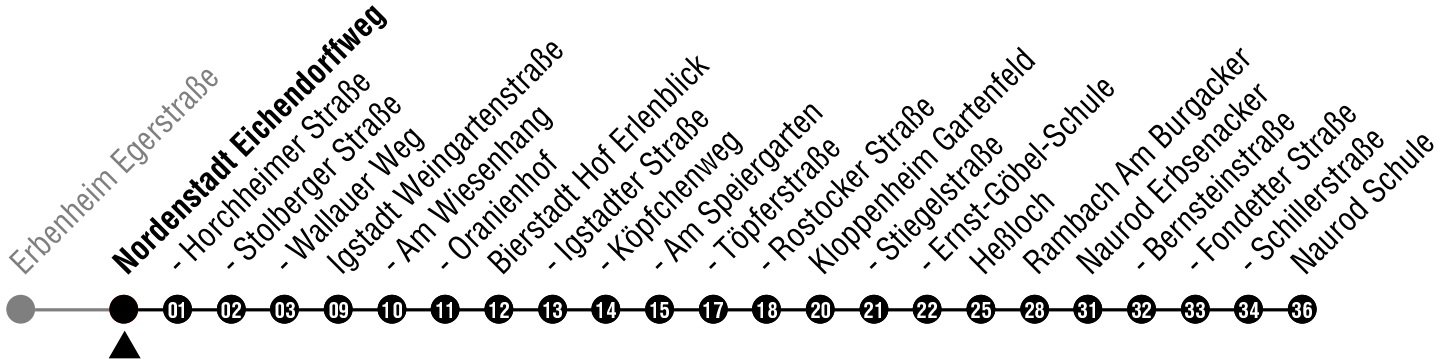 Erbenheim Egerstraße
Nordenstadt Eichendorffweg
- Horchheimer Straße
- Stolberger Straße
- Wallauer Weg
Igstadt Weingartenstraße
- Am Wiesenhang
- Oranienhof
Bierstadt Hof Erlenblick
- Igstadter Straße
- Köpfchenweg
- Am Speiergarten
- Töpferstraße
- Rostocker Straße
Kloppenheim Gartenfeld
- Stiegelstraße
- Ernst-Göbel-Schule
Heßloch
Rambach Am Burgacker
Naurod Erbsenacker
- Bernsteinstraße
- Fondetter Straße
- Schillerstraße
Naurod Schule
01 02 03 09 10 11 12 13 14 15 17 18 20 21 22 25 28 31 32 33 34 36